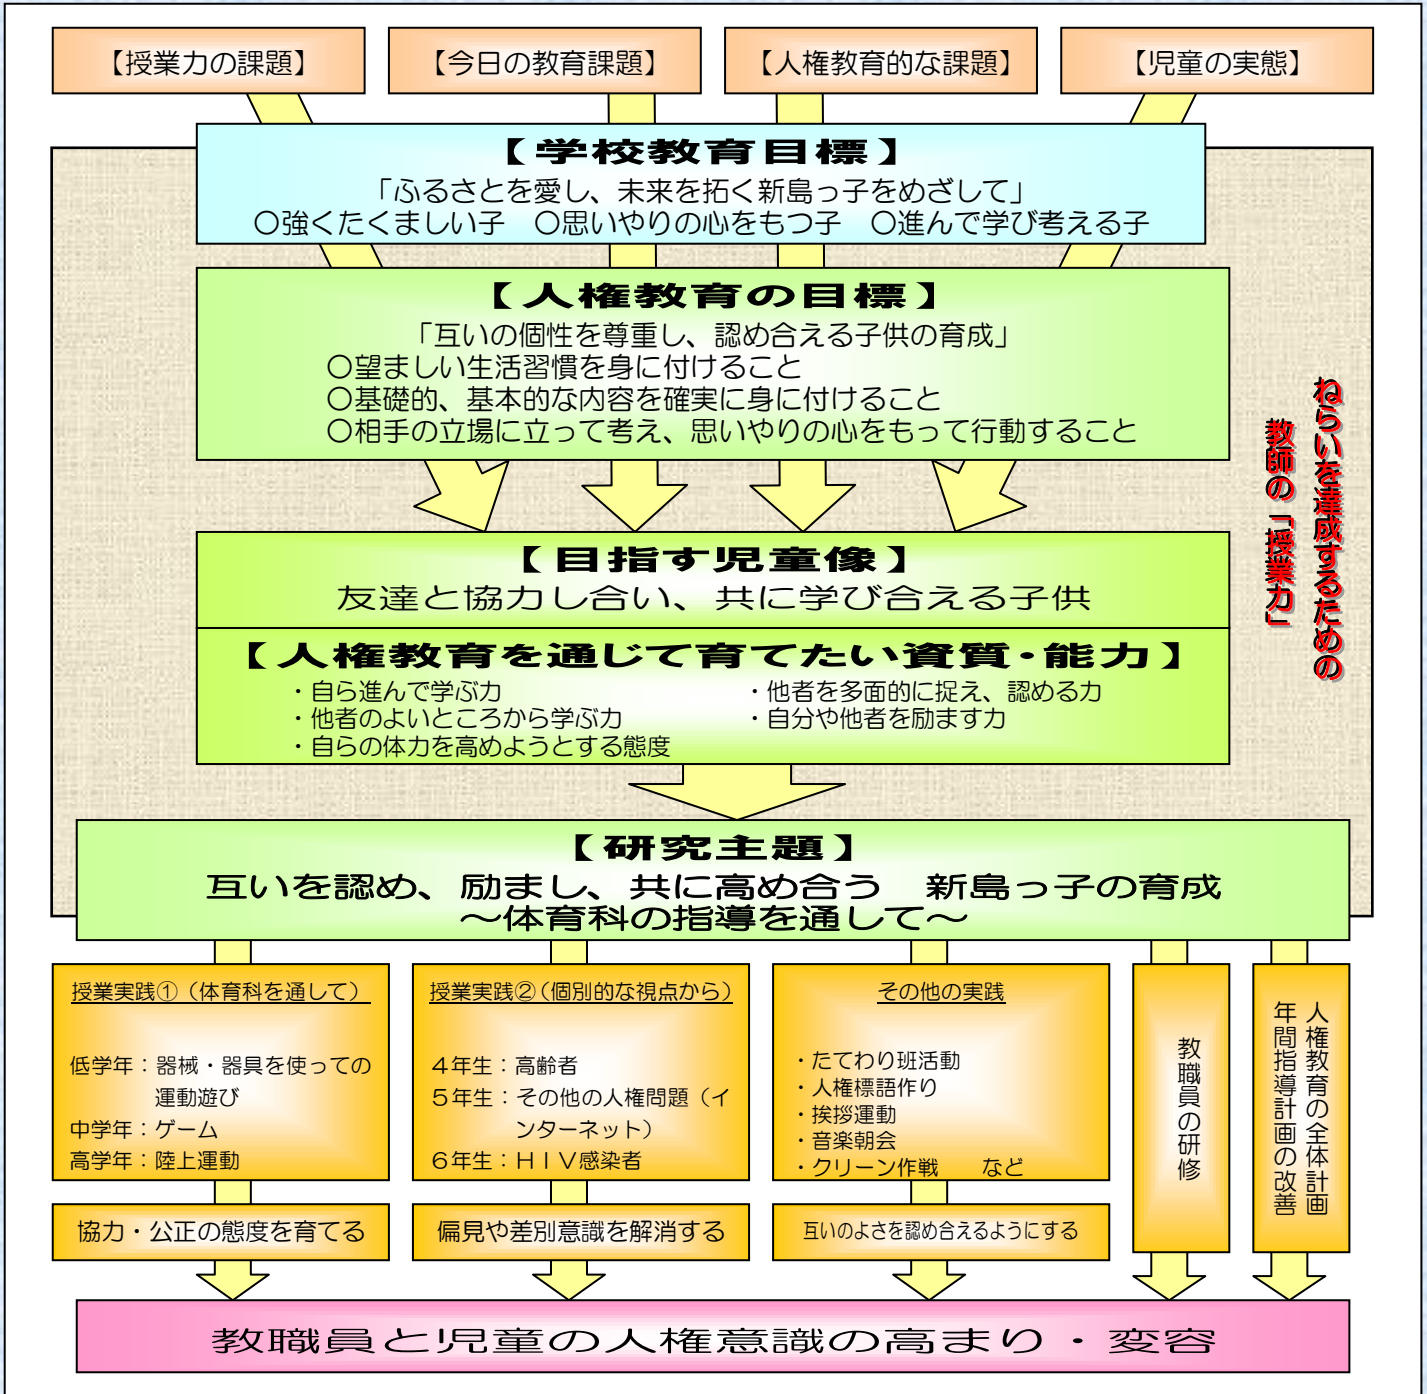 【授業力の課題】
【今日の教育課題】
【人権教育的な課題】
【児童の実態】
【学校教育目標】
「ふるさとを愛し、未来を拓く新島っ子をめざして」
〇強くたくましい子　〇思いやりの心をもつ子　〇進んで学び考える子
【人権教育の目標】
「互いの個性を尊重し、認め合える子供の育成」
〇望ましい生活習慣を身に付けること
〇基礎的、基本的な内容を確実に身に付けること
〇相手の立場に立って考え、思いやりの心をもって行動すること
ねらいを達成するための
教師の「授業力」
【目指す児童像】
友達と協力し合い、共に学び合える子供
【人権教育を通じて育てたい資質・能力】
・自ら進んで学ぶ力
・他者のよいところから学ぶ力
・自らの体力を高めようとする態度
・他者を多面的に捉え、認める力
・自分や他者を励ます力
【研究主題】
互いを認め、励まし、共に高め合う　新島っ子の育成
～体育科の指導を通して～
授業実践①（体育科を通して）
低学年：器械・器具を使っての
運動遊び
中学年：ゲーム
高学年：陸上運動
協力・公正の態度を育てる
授業実践②（個別的な視点から）
４年生：高齢者
５年生：その他の人権問題（イ
ンターネット）
６年生：ＨＩＶ感染者
偏見や差別意識を解消する
その他の実践
・たてわり班活動
・人権標語作り
・挨拶運動
・音楽朝会
・クリーン作戦　　など
互いのよさを認め合えるようにする
教職員の研修
人権教育の全体計画
年間指導計画の改善
教職員と児童の人権意識の高まり・変容